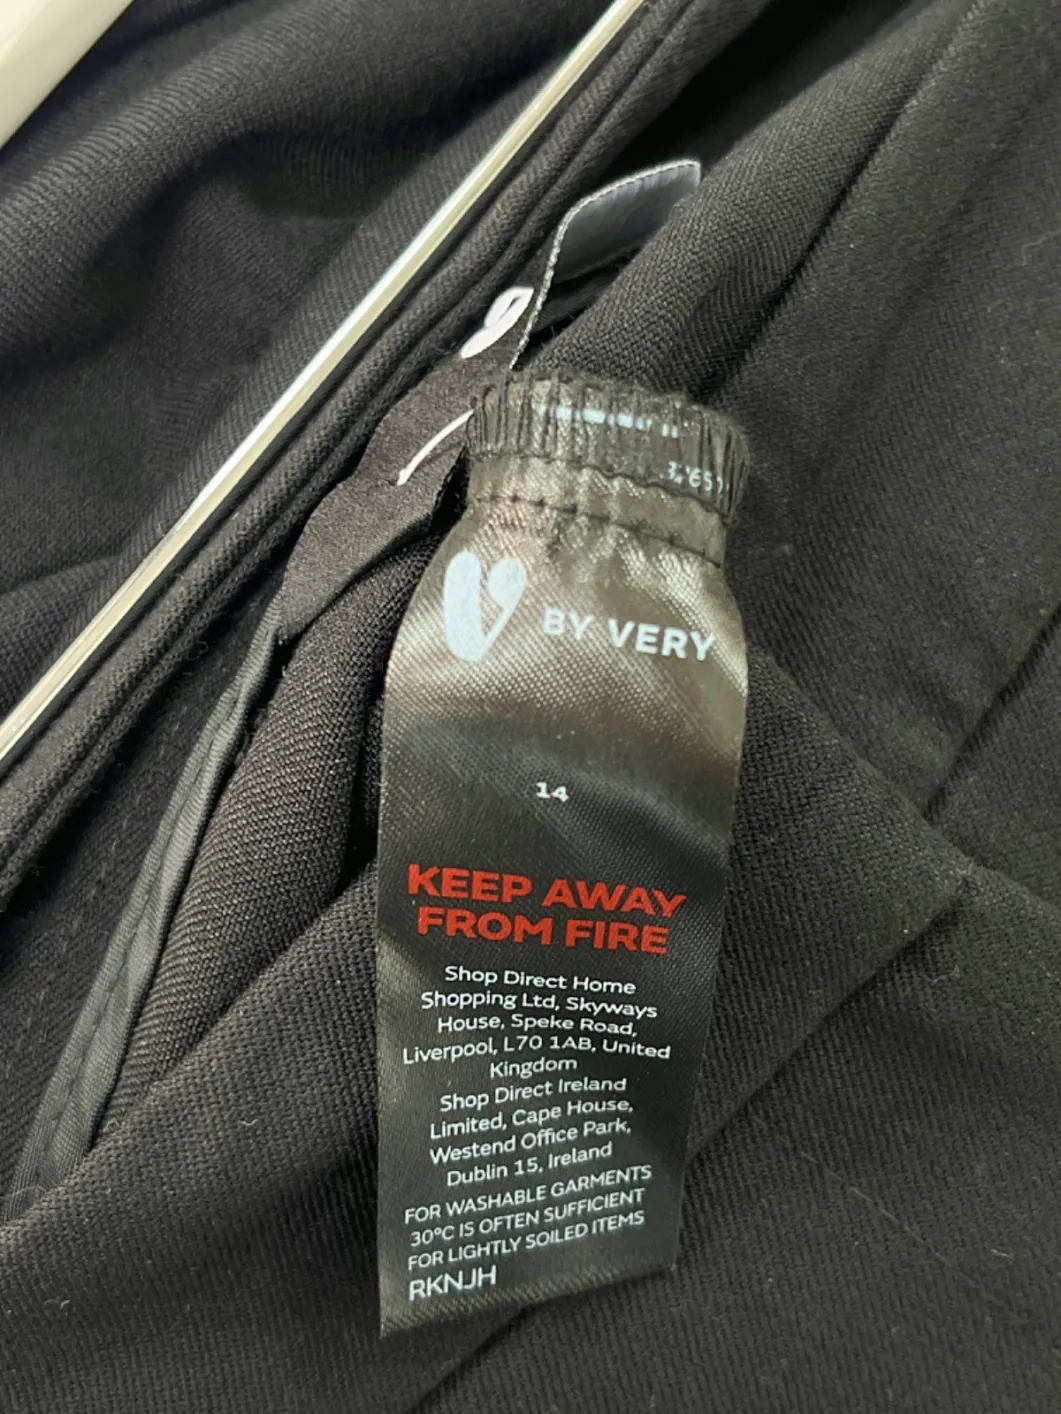 V BY VERY
14
KEEP AWAY
FROM FIRE
Shop Direct Home
Shopping Ltd, Skyways
House, Speke Road,
Liverpool, L70 1AB, United
Kingdom
Shop Direct Ireland
Limited, Cape House,
Westend Office Park,
Dublin 15, Ireland
FOR WASHABLE GARMENTS
30°C IS OFTEN SUFFICIENT
FOR LIGHTLY SOILED ITEMS
RKNJH